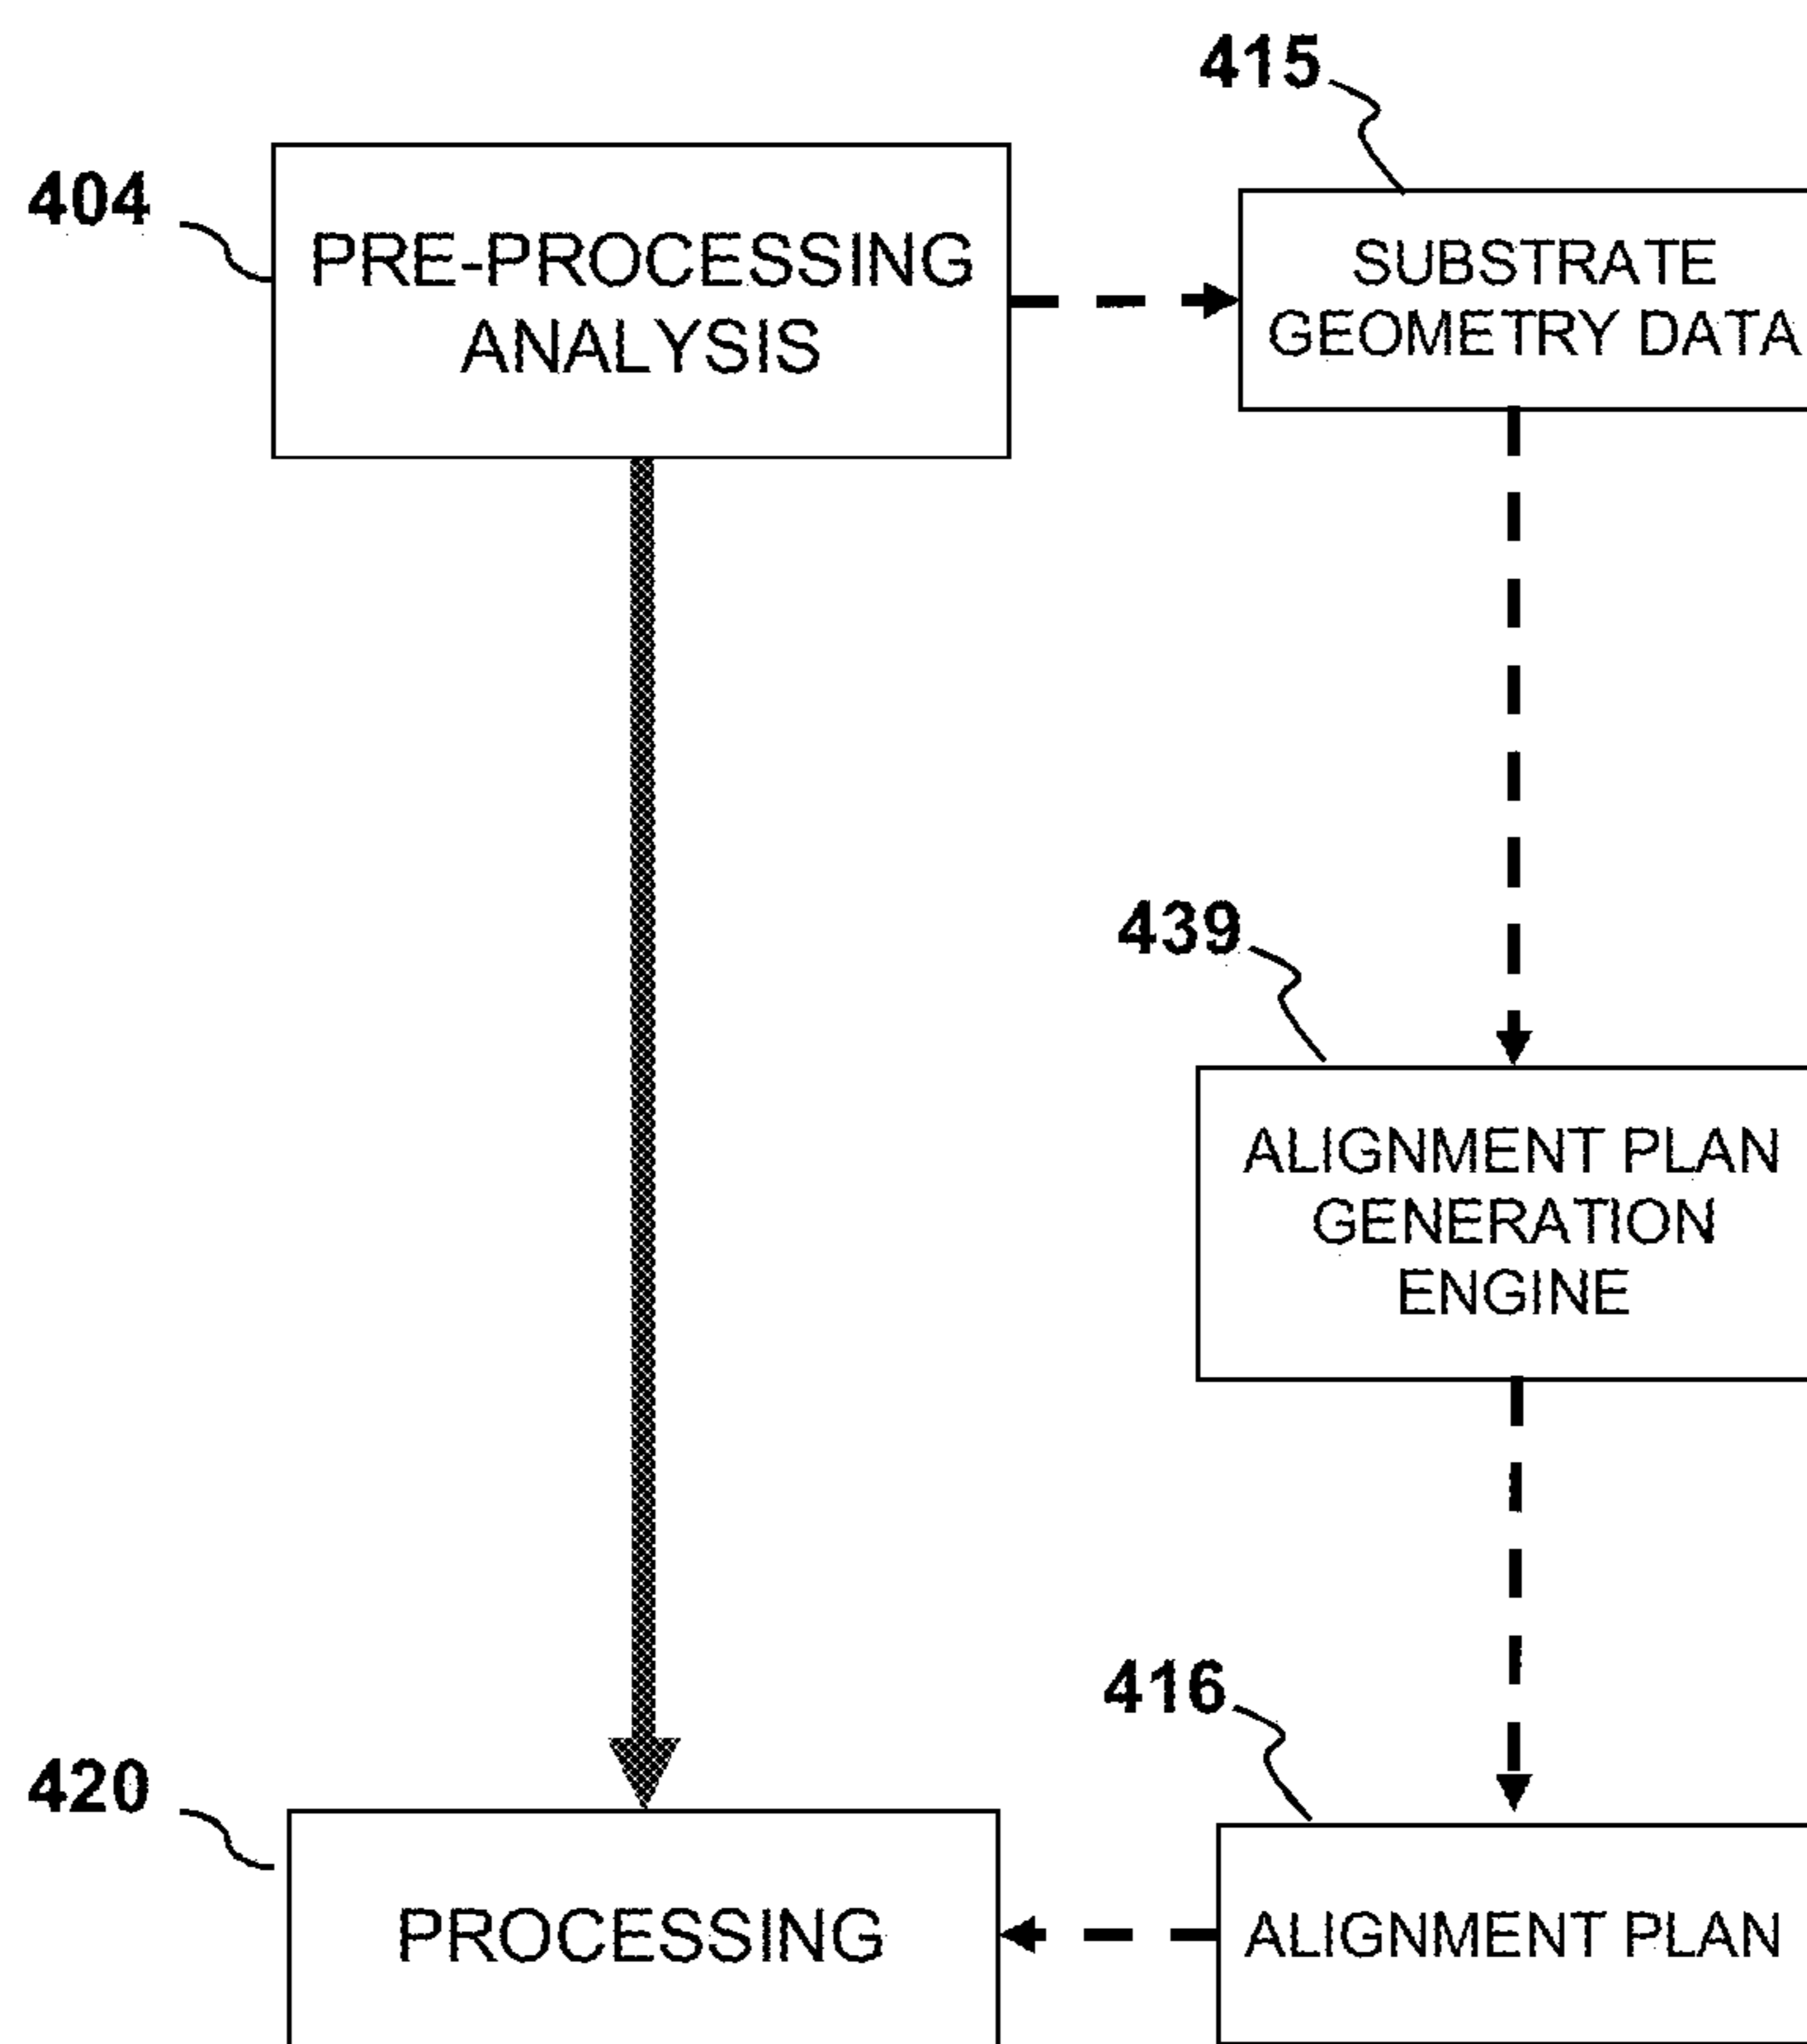 415
404
PRE-PROCESSING
ANALYSIS
SUBSTRATE
GEOMETRY DATA
439
ALIGNMENT PLAN
GENERATION
ENGINE
416
420
PROCESSING
ALIGNMENT PLAN